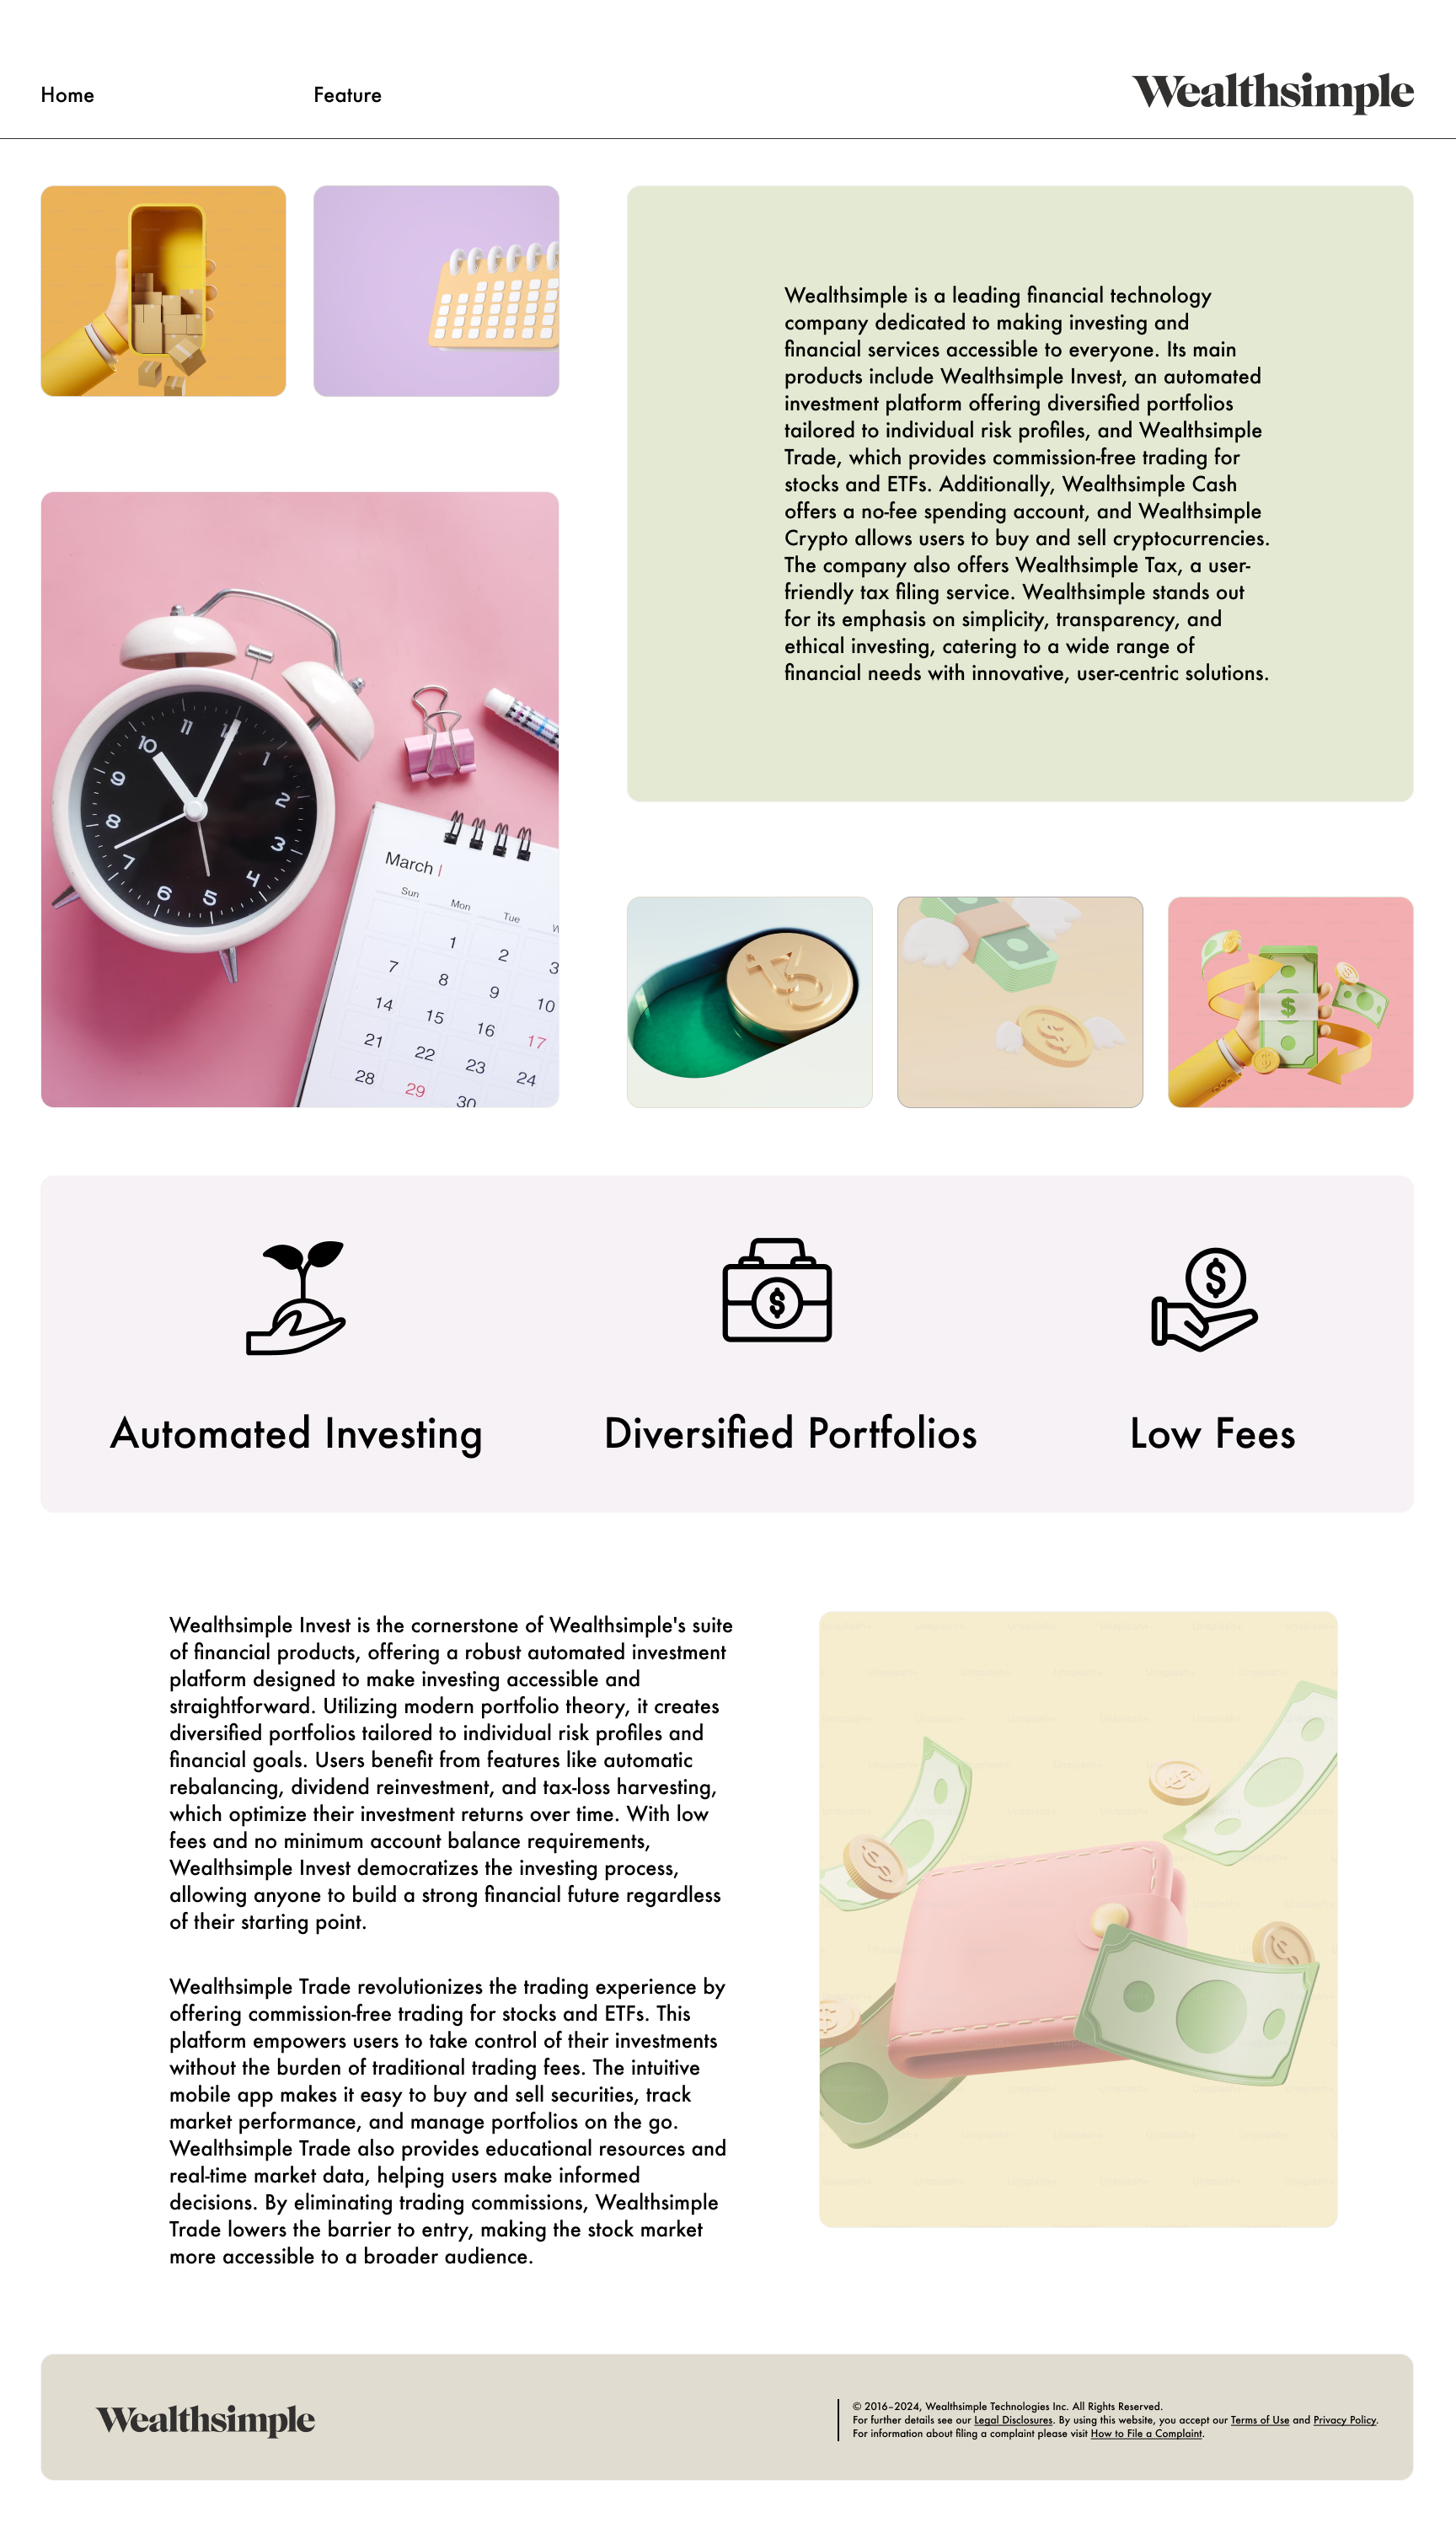 Home
Feature
Wealthsimple
Wealthsimple is a leading financial technology
company dedicated to making investing and
financial services accessible to everyone. Its main
products include Wealthsimple Invest, an automated
investment platform offering diversified portfolios
tailored to individual risk profiles, and Wealthsimple
Trade, which provides commission-free trading for
stocks and ETFs. Additionally, Wealthsimple Cash
offers a no-fee spending account, and Wealthsimple
Crypto allows users to buy and sell cryptocurrencies.
The company also offers Wealthsimple Tax, a user-
friendly tax filing service. Wealthsimple stands out
for its emphasis on simplicity, transparency, and
ethical investing, catering to a wide range of
financial needs with innovative, user-centric solutions.
11
10
1
9
2
8
3
7
4
6
5
March
Sun Mon Tue W
1 2 3
7 8 9 10
14 15 16 17
21 22 23 24
28 29 30
$
$
Automated Investing
Diversified Portfolios
Low Fees
Wealthsimple Invest is the cornerstone of Wealthsimple's suite
of financial products, offering a robust automated investment
platform designed to make investing accessible and
straightforward. Utilizing modern portfolio theory, it creates
diversified portfolios tailored to individual risk profiles and
financial goals. Users benefit from features like automatic
rebalancing, dividend reinvestment, and tax-loss harvesting,
which optimize their investment returns over time. With low
fees and no minimum account balance requirements,
Wealthsimple Invest democratizes the investing process,
allowing anyone to build a strong financial future regardless
of their starting point.
Wealthsimple Trade revolutionizes the trading experience by
offering commission-free trading for stocks and ETFs. This
platform empowers users to take control of their investments
without the burden of traditional trading fees. The intuitive
mobile app makes it easy to buy and sell securities, track
market performance, and manage portfolios on the go.
Wealthsimple Trade also provides educational resources and
real-time market data, helping users make informed
decisions. By eliminating trading commissions, Wealthsimple
Trade lowers the barrier to entry, making the stock market
more accessible to a broader audience.
Wealthsimple
© 2016–2024, Wealthsimple Technologies Inc. All Rights Reserved.
For further details see our Legal Disclosures. By using this website, you accept our Terms of Use and Privacy Policy.
For information about filing a complaint please visit How to File a Complaint.